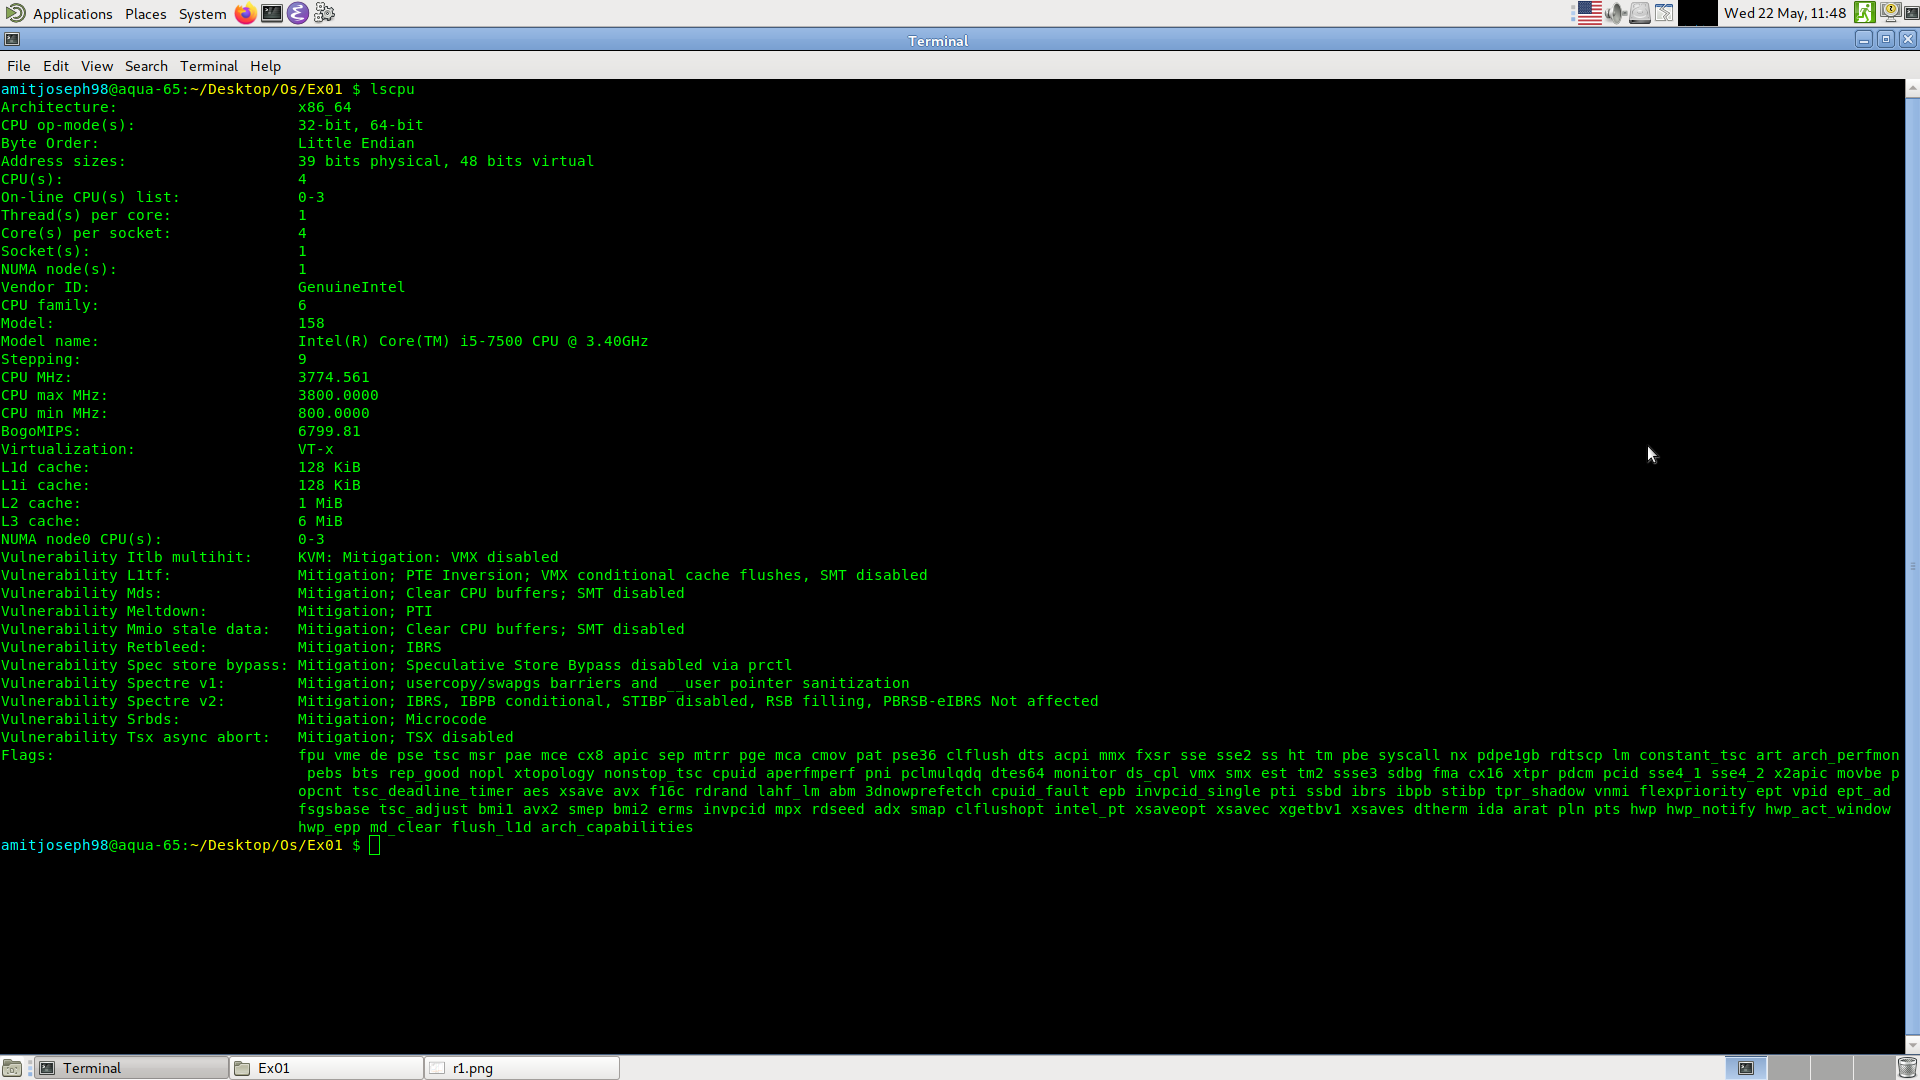 Applications Places System Wed 22 May, 11:48
Terminal
File Edit View Search Terminal Help
amitjoseph98@aqua-65:~/Desktop/Os/Ex01 $ lscpu
Architecture: x86_64
CPU op-mode(s): 32-bit, 64-bit
Byte Order: Little Endian
Address sizes: 39 bits physical, 48 bits virtual
CPU(s): 4
On-line CPU(s) list: 0-3
Thread(s) per core: 1
Core(s) per socket: 4
Socket(s): 1
NUMA node(s): 1
Vendor ID: GenuineIntel
CPU family: 6
Model: 158
Model name: Intel(R) Core(TM) i5-7500 CPU @ 3.40GHz
Stepping: 9
CPU MHz: 3774.561
CPU max MHz: 3800.0000
CPU min MHz: 800.0000
BogoMIPS: 6799.81
Virtualization: VT-x
L1d cache: 128 KiB
L1i cache: 128 KiB
L2 cache: 1 MiB
L3 cache: 6 MiB
NUMA node0 CPU(s): 0-3
Vulnerability Itlb multihit: KVM: Mitigation: VMX disabled
Vulnerability L1tf: Mitigation; PTE Inversion; VMX conditional cache flushes, SMT disabled
Vulnerability Mds: Mitigation; Clear CPU buffers; SMT disabled
Vulnerability Meltdown: Mitigation; PTI
Vulnerability Mmio stale data: Mitigation; Clear CPU buffers; SMT disabled
Vulnerability Retbleed: Mitigation; IBRS
Vulnerability Spec store bypass: Mitigation; Speculative Store Bypass disabled via prctl
Vulnerability Spectre v1: Mitigation; usercopy/swapgs barriers and __user pointer sanitization
Vulnerability Spectre v2: Mitigation; IBRS, IBPB conditional, STIBP disabled, RSB filling, PBRSB-eIBRS Not affected
Vulnerability Srbds: Mitigation; Microcode
Vulnerability Tsx async abort: Mitigation; TSX disabled
Flags: fpu vme de pse tsc msr pae mce cx8 apic sep mtrr pge mca cmov pat pse36 clflush dts acpi mmx fxsr sse sse2 ss ht tm pbe syscall nx pdpe1gb rdtscp lm constant_tsc art arch_perfmon
pebs bts rep_good nopl xtopology nonstop_tsc cpuid aperfmperf pni pclmulqdq dtes64 monitor ds_cpl vmx smx est tm2 ssse3 sdbg fma cx16 xtpr pdcm pcid sse4_1 sse4_2 x2apic movbe p
opcnt tsc_deadline_timer aes xsave avx f16c rdrand lahf_lm abm 3dnowprefetch cpuid_fault epb invpcid_single pti ssbd ibrs ibpb stibp tpr_shadow vnmi flexpriority ept vpid ept_ad
fsgsbase tsc_adjust bmi1 avx2 smep bmi2 erms invpcid mpx rdseed adx smap clflushopt intel_pt xsaveopt xsavec xgetbv1 xsaves dtherm ida arat pln pts hwp hwp_notify hwp_act_window
hwp_epp md_clear flush_l1d arch_capabilities
amitjoseph98@aqua-65:~/Desktop/Os/Ex01 $
Terminal Ex01 r1.png